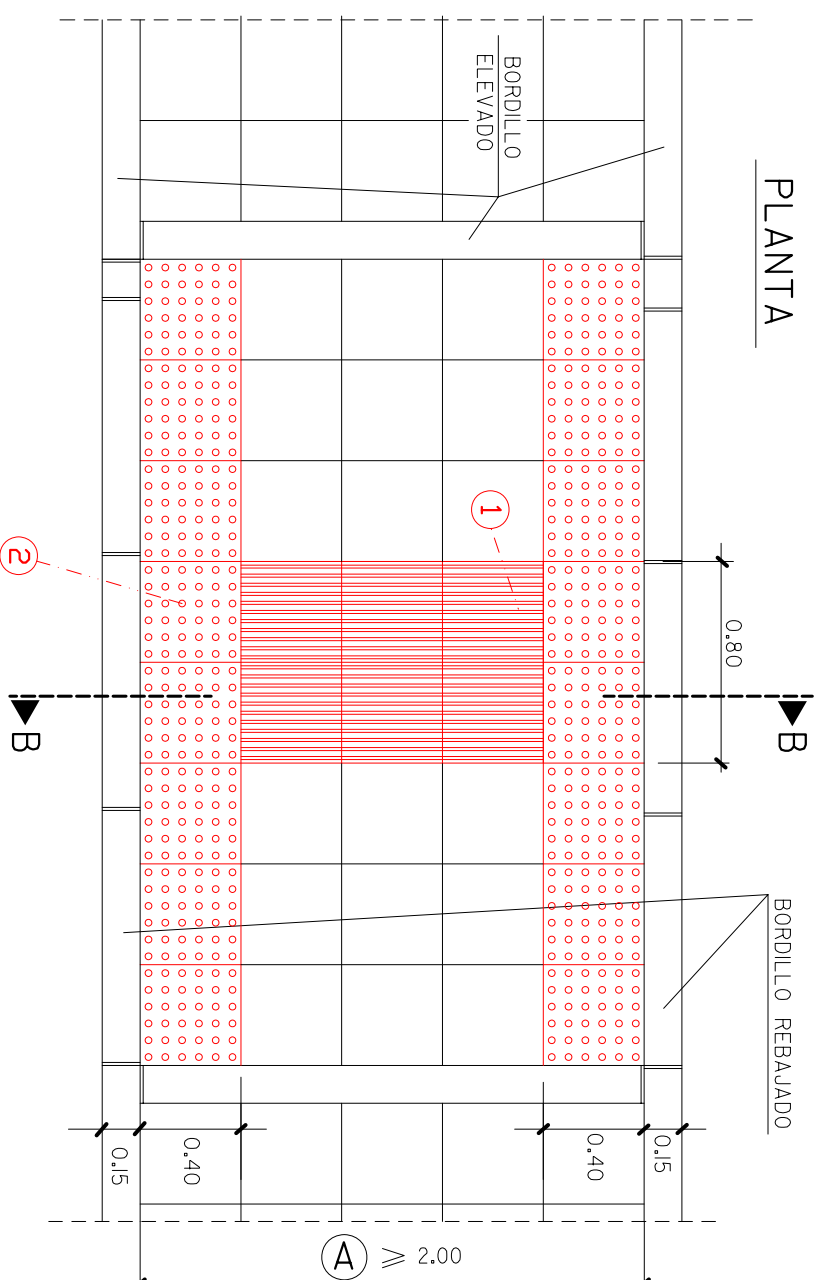 PLANTA
BORDILLO
ELEVADO
1
2
0.80
B
B
BORDILLO REBAJADO
0.15
0.40
0.40
0.15
A ≥ 2.00